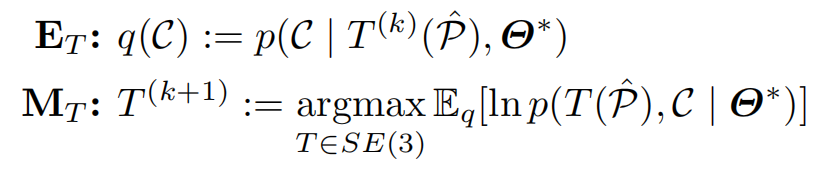 E_T: q(𝒞) := p(𝒞 | T^(k)(𝒫̂), Θ*)
M_T: T^(k+1) := argmax_{T∈SE(3)} 𝔼_q[ln p(T(𝒫̂), 𝒞 | Θ*)]